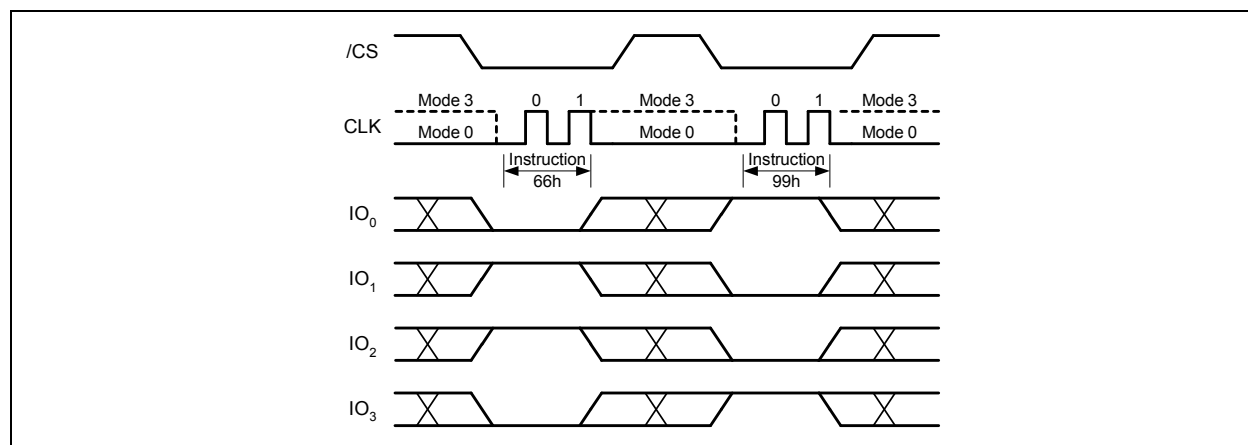 /CS
Mode 3 0 1 Mode 3 0 1 Mode 3
CLK
Mode 0 Mode 0 Mode 0
Instruction Instruction
66h 99h
IO0
IO1
IO2
IO3